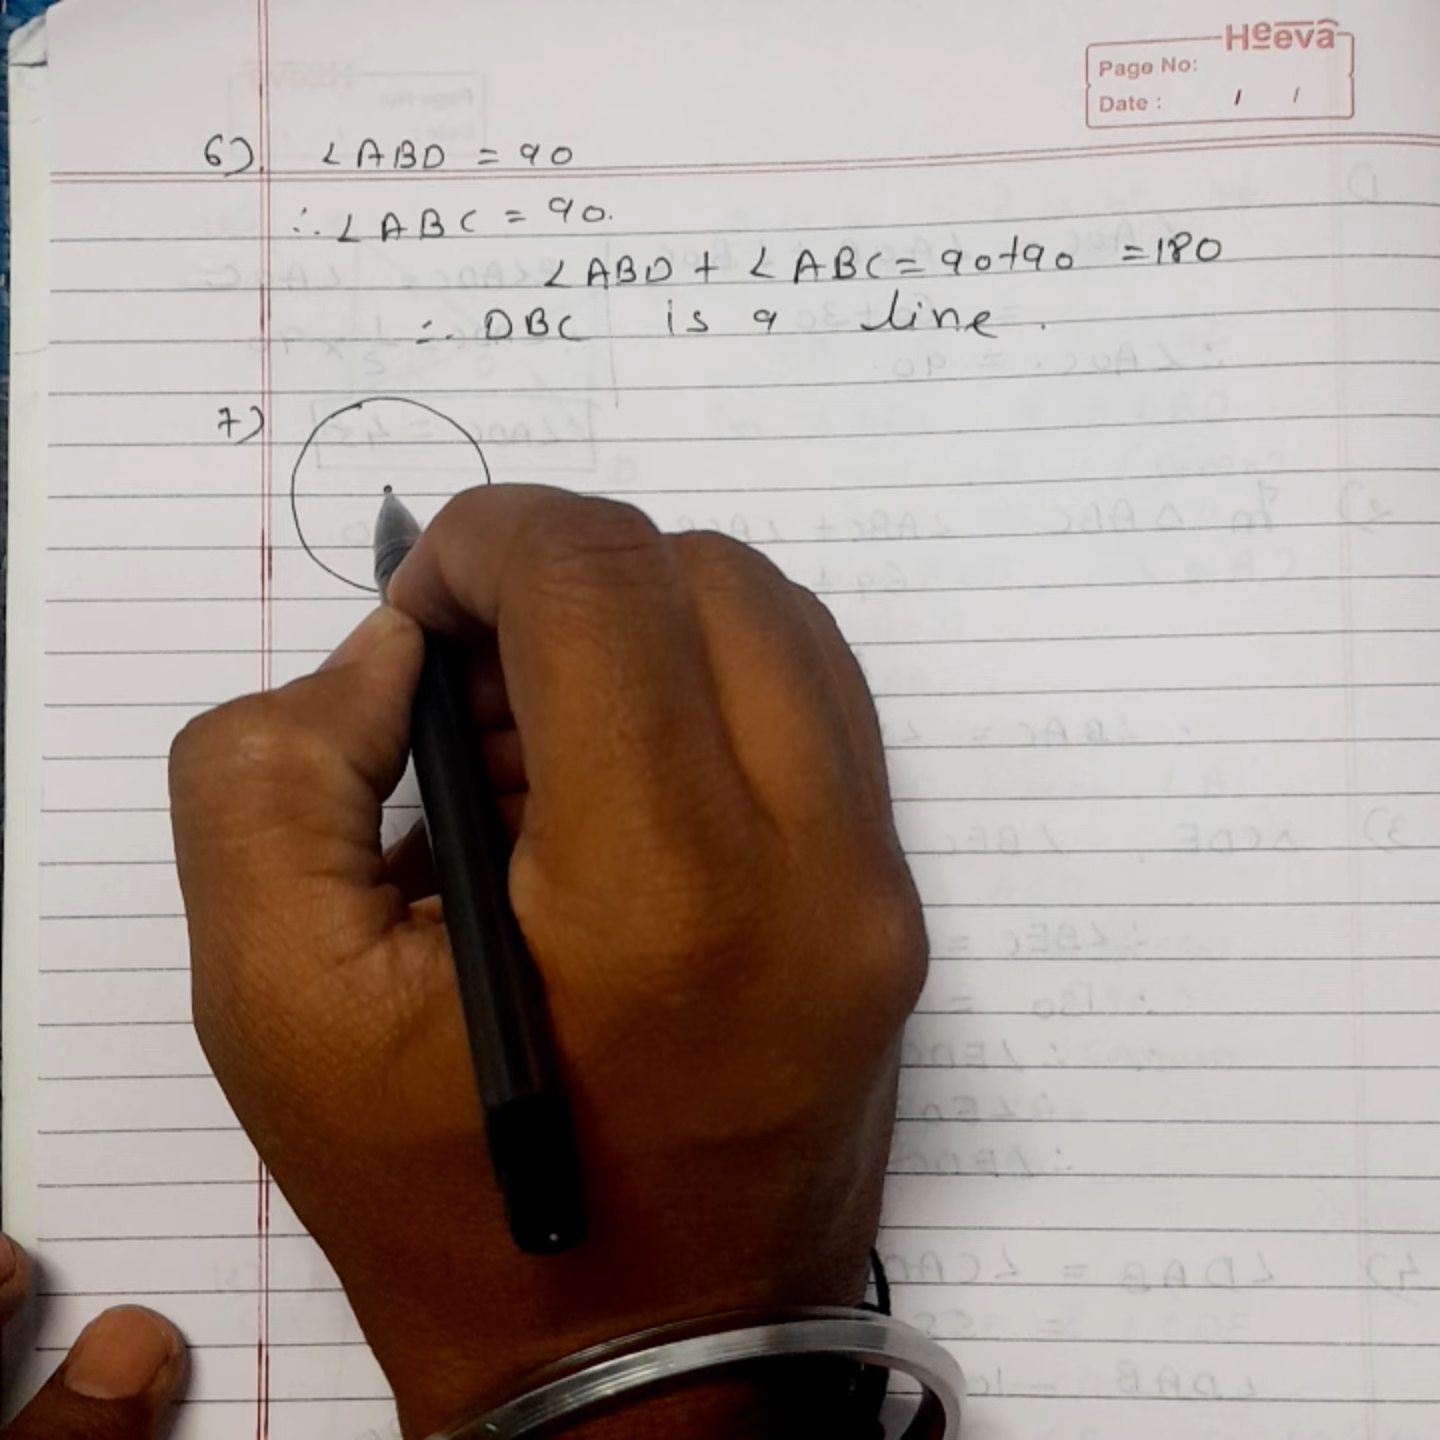 Heeva
Page No:
Date : / /
6) ∠ABD = 90
∴ ∠ABC = 90.
∠ABD + ∠ABC = 90+90 = 180
∴ DBC is a line.
7)